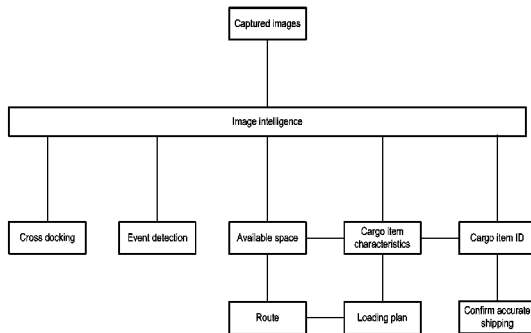 Captured images
Image intelligence
Cross docking
Event detection
Available space
Cargo item
characteristics
Cargo item ID
Route
Loading plan
Confirm accurate
shipping